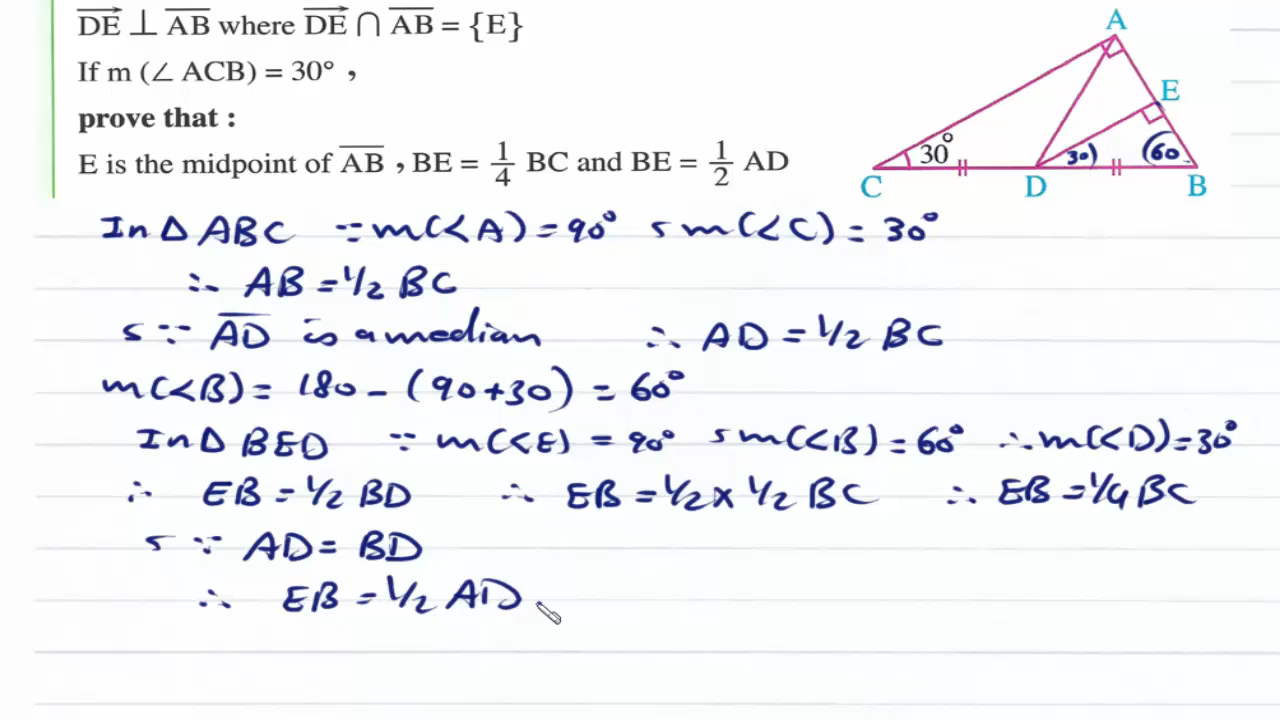 DE ⊥ AB where DE ∩ AB = {E}
If m (∠ ACB) = 30° ,
prove that :
E is the midpoint of AB , BE = 1/4 BC and BE = 1/2 AD
A
E
30°
30)
(60
C
D
B
In Δ ABC ∵ m(<A) = 90° , m(<C) = 30°
∴ AB = 1/2 BC
, ∵ AD is a median ∴ AD = 1/2 BC
m(<B) = 180 - (90+30) = 60°
In Δ BED ∵ m(<E) = 90° , m(<B) = 60° ∴ m(<D) = 30°
∴ EB = 1/2 BD ∴ EB = 1/2 x 1/2 BC ∴ EB = 1/4 BC
, ∵ AD = BD
∴ EB = 1/2 AD